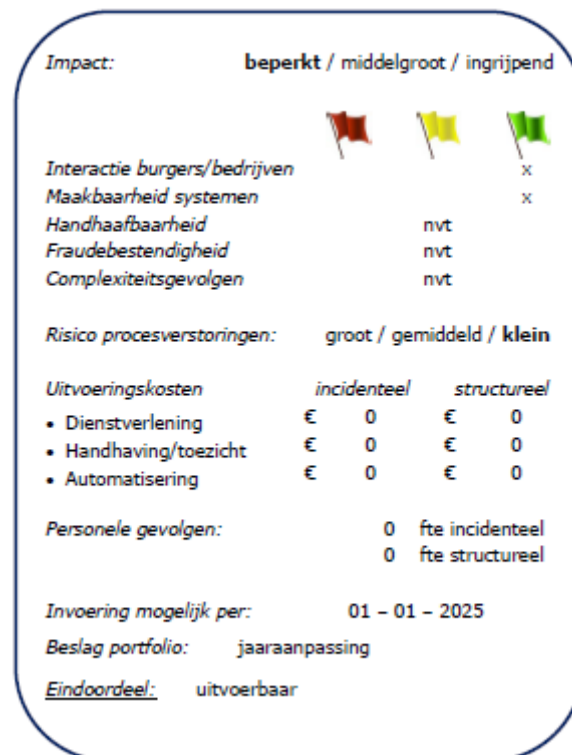 Impact: beperkt / middelgroot / ingrijpend
Interactie burgers/bedrijven x
Maakbaarheid systemen x
Handhaafbaarheid nvt
Fraudebestendigheid nvt
Complexiteitsgevolgen nvt
Risico procesverstoringen: groot / gemiddeld / klein
Uitvoeringskosten incidenteel structureel
• Dienstverlening € 0 € 0
• Handhaving/toezicht € 0 € 0
• Automatisering € 0 € 0
Personele gevolgen: 0 fte incidenteel
0 fte structureel
Invoering mogelijk per: 01 – 01 – 2025
Beslag portfolio: jaaraanpassing
Eindoordeel: uitvoerbaar